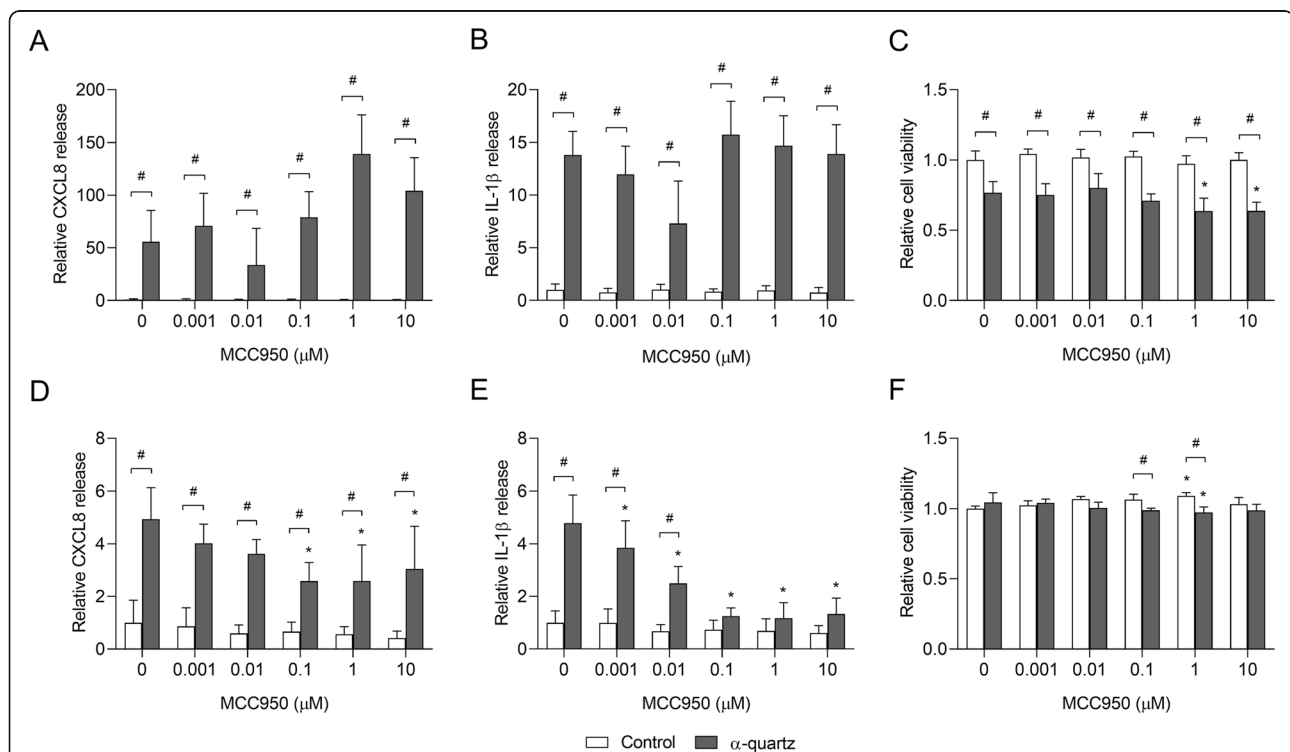 A
Relative CXCL8 release
200
150
100
50
0
# # # # # #
0 0.001 0.01 0.1 1 10
MCC950 (μM)
B
Relative IL-1β release
20
15
10
5
0
# # # # # #
0 0.001 0.01 0.1 1 10
MCC950 (μM)
C
Relative cell viability
1.5
1.0
0.5
0.0
# # # # # #
* *
0 0.001 0.01 0.1 1 10
MCC950 (μM)
D
Relative CXCL8 release
8
6
4
2
0
# # # # # #
* * *
0 0.001 0.01 0.1 1 10
MCC950 (μM)
E
Relative IL-1β release
8
6
4
2
0
# # #
* * * * *
0 0.001 0.01 0.1 1 10
MCC950 (μM)
F
Relative cell viability
1.5
1.0
0.5
0.0
# #
* *
0 0.001 0.01 0.1 1 10
MCC950 (μM)
Control α-quartz